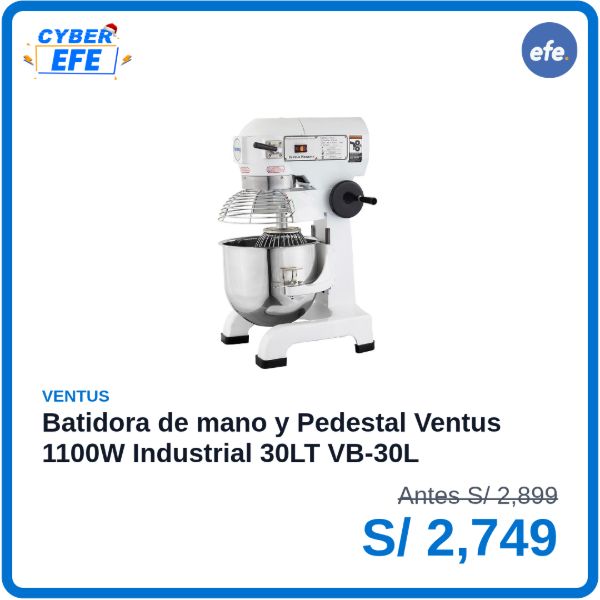 CYBER
EFE
efe.
VENTUS
Batidora de mano y Pedestal Ventus
1100W Industrial 30LT VB-30L
Antes S/ 2,899
S/ 2,749